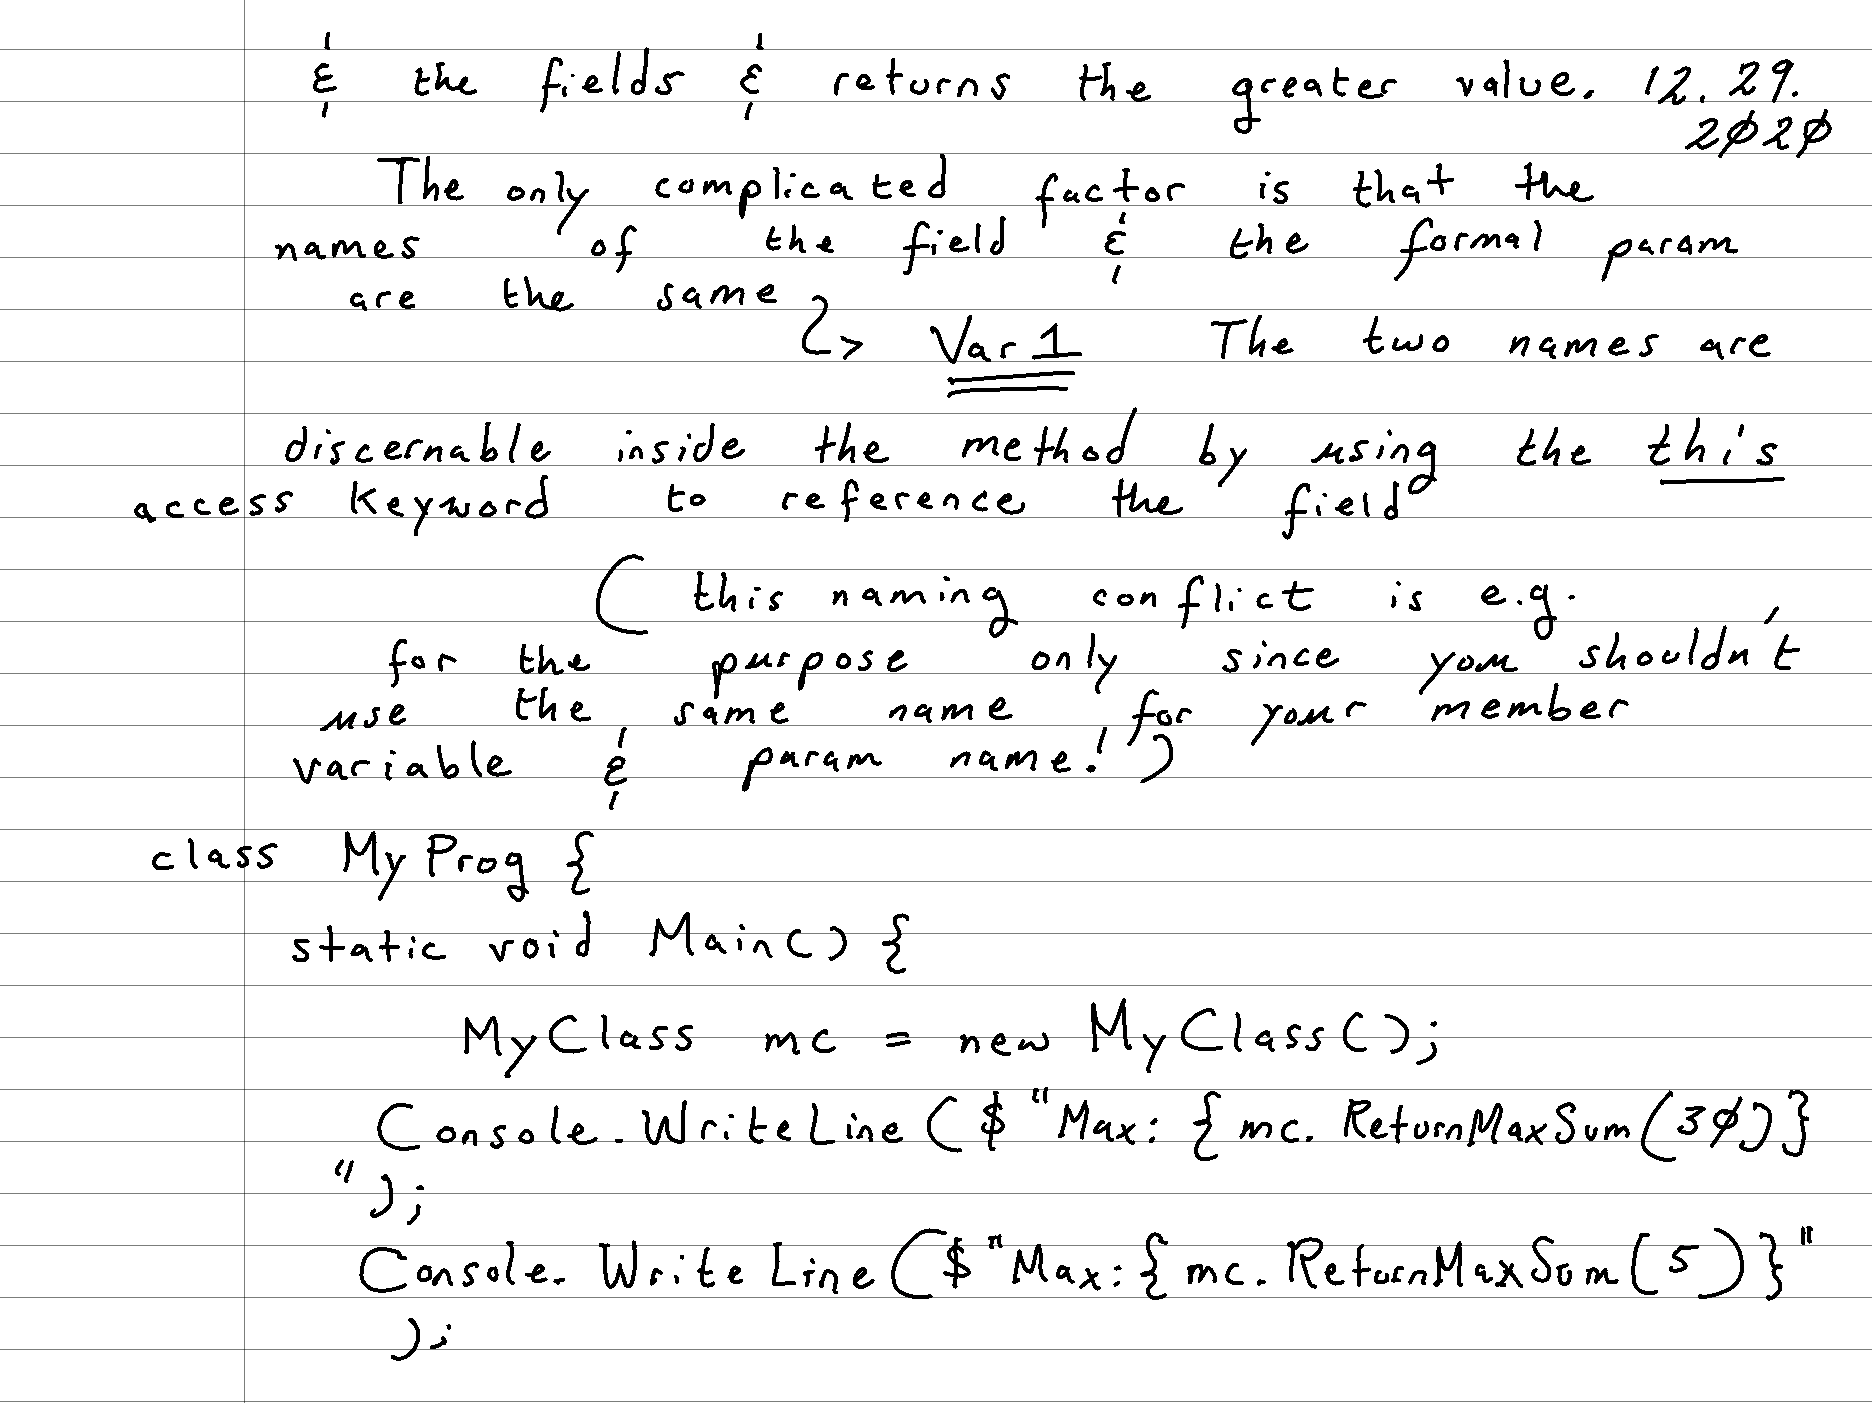 & the fields & returns the greater value. 12.29.
2020
The only complicated factor is that the
names of the field & the formal param
are the same
Var1 The two names are
discernable inside the method by using the this
access keyword to reference the field
( this naming conflict is e.g.
for the purpose only since you shouldn't
use the same name for your member
variable & param name! )
class MyProg {
static void Main() {
MyClass mc = new MyClass();
Console.WriteLine($"Max: {mc.ReturnMaxSum(30)}
");
Console.WriteLine($"Max:{mc.ReturnMaxSum(5)}"
);